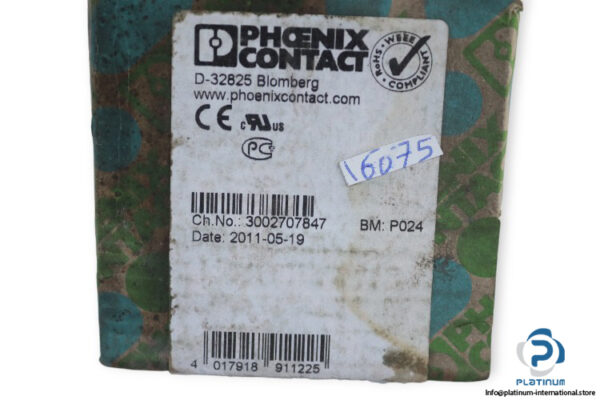 PHŒNIX
CONTACT
RoHS - WEEE
COMPLIANT
D-32825 Blomberg
www.phoenixcontact.com
CE c UL US
PC
16075
Ch.No.: 3002707847
BM: P024
Date: 2011-05-19
4 017918 911225
PLATINUM
info@platinum-international.store